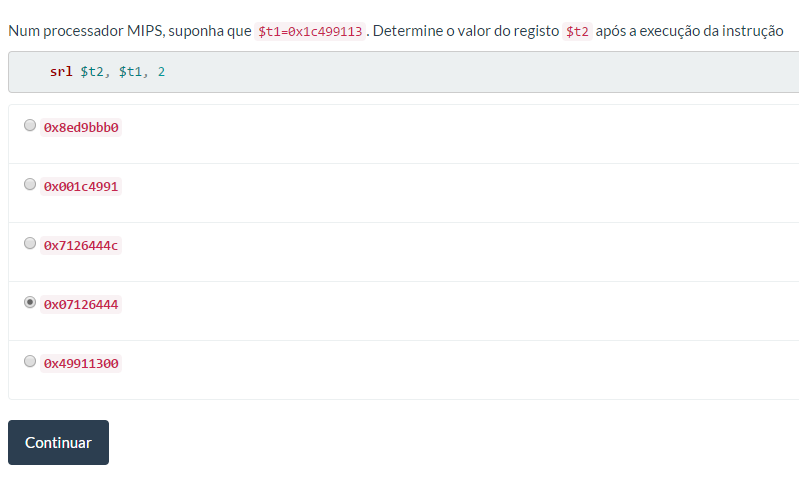 Num processador MIPS, suponha que $t1=0x1c499113. Determine o valor do registo $t2 após a execução da instrução
srl $t2, $t1, 2
0x8ed9bbb0
0x001c4991
0x7126444c
0x07126444
0x49911300
Continuar